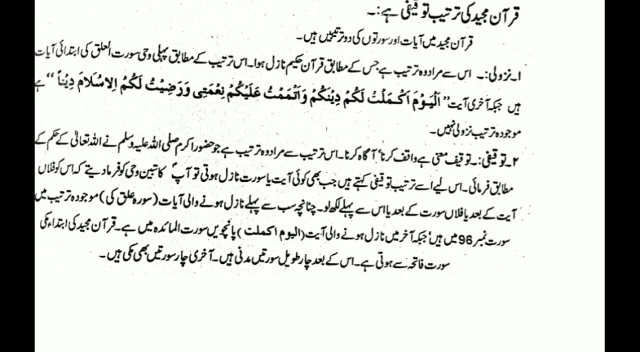 قرآن مجید کی ترتیب توقیفی ہے:۔
قرآن مجید میں آیات اور سورتوں کی دو ترتیبیں ہیں۔
۱۔ نزولی:۔ اس سے مراد وہ ترتیب ہے جس کے مطابق قرآن حکیم نازل ہوا۔ اس ترتیب کے مطابق پہلی وحی سورت العلق کی ابتدائی آیات
ہیں جبکہ آخری آیت ”اَلْیَوْمَ اَکْمَلْتُ لَکُمْ دِیْنَکُمْ وَاَتْمَمْتُ عَلَیْکُمْ نِعْمَتِیْ وَرَضِیْتُ لَکُمُ الْاِسْلَامَ دِیْنًا“ ہے
موجودہ ترتیب نزولی نہیں۔
۲۔ توقیفی:۔ توقیف معنی ہے واقف کرنا‘ آگاہ کرنا۔ اس ترتیب سے مراد وہ ترتیب ہے جو حضور اکرم صلی اللہ علیہ وسلم نے اللہ تعالیٰ کے حکم کے
مطابق فرمائی۔ اس لیے اسے ترتیب توقیفی کہتے ہیں جب بھی کوئی آیت یا سورت نازل ہوتی تو آپؐ کاتبین وحی کو فرما دیتے کہ اس کو فلاں
آیت کے بعد یا فلاں سورت کے بعد یا اس سے پہلے لکھ لو۔ چنانچہ سب سے پہلے نازل ہونے والی آیات (سورہ علق کی) موجودہ ترتیب میں
سورت نمبر 96 میں ہیں‘ جبکہ آخر میں نازل ہونے والی آیت (الیوم اکملت) پانچویں سورت المائدہ میں ہے۔ قرآن مجید کی ابتداء مکی
سورت فاتحہ سے ہوتی ہے۔ اس کے بعد چار طویل سورتیں مدنی ہیں۔ آخری چار سورتیں بھی مکی ہیں۔